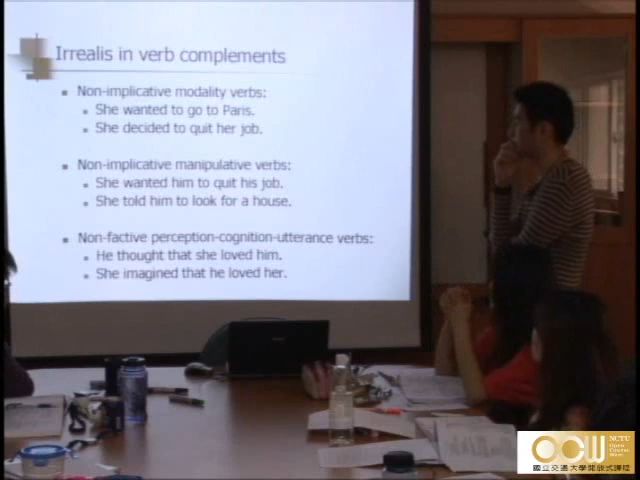 Irrealis in verb complements
Non-implicative modality verbs:
She wanted to go to Paris.
She decided to quit her job.
Non-implicative manipulative verbs:
She wanted him to quit his job.
She told him to look for a house.
Non-factive perception-cognition-utterance verbs:
He thought that she loved him.
She imagined that he loved her.
OCW NCTU
Open
Course
Ware
國立交通大學開放式課程